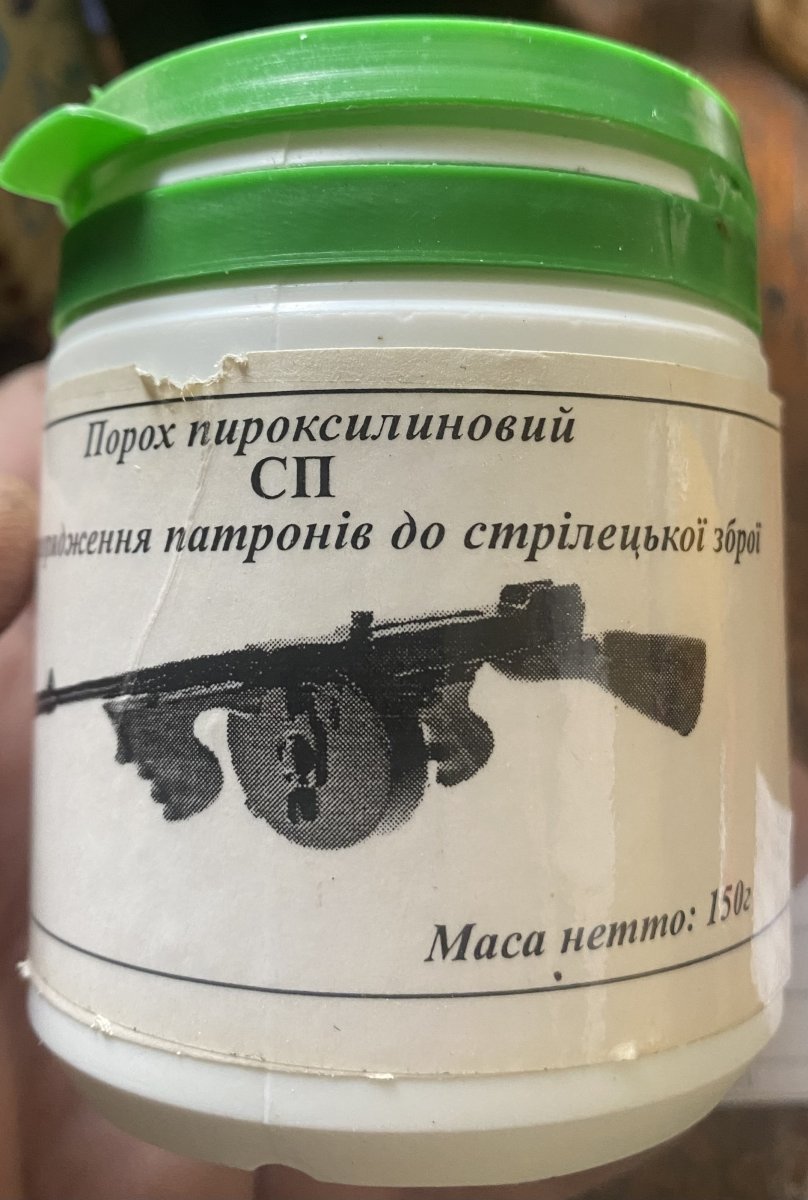 Порох пироксилиновий
СП
патронів до стрілецької зброї
Маса нетто: 150г